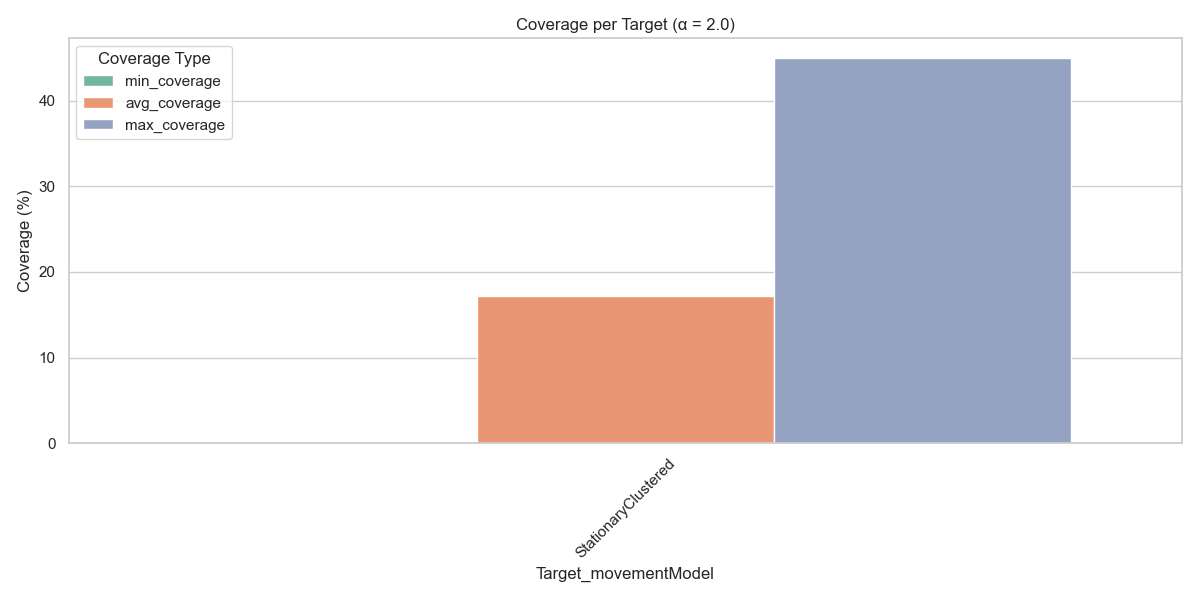 Coverage per Target (α = 2.0)
Coverage Type
min_coverage
avg_coverage
max_coverage
Coverage (%)
40
30
20
10
0
StationaryClustered
Target_movementModel